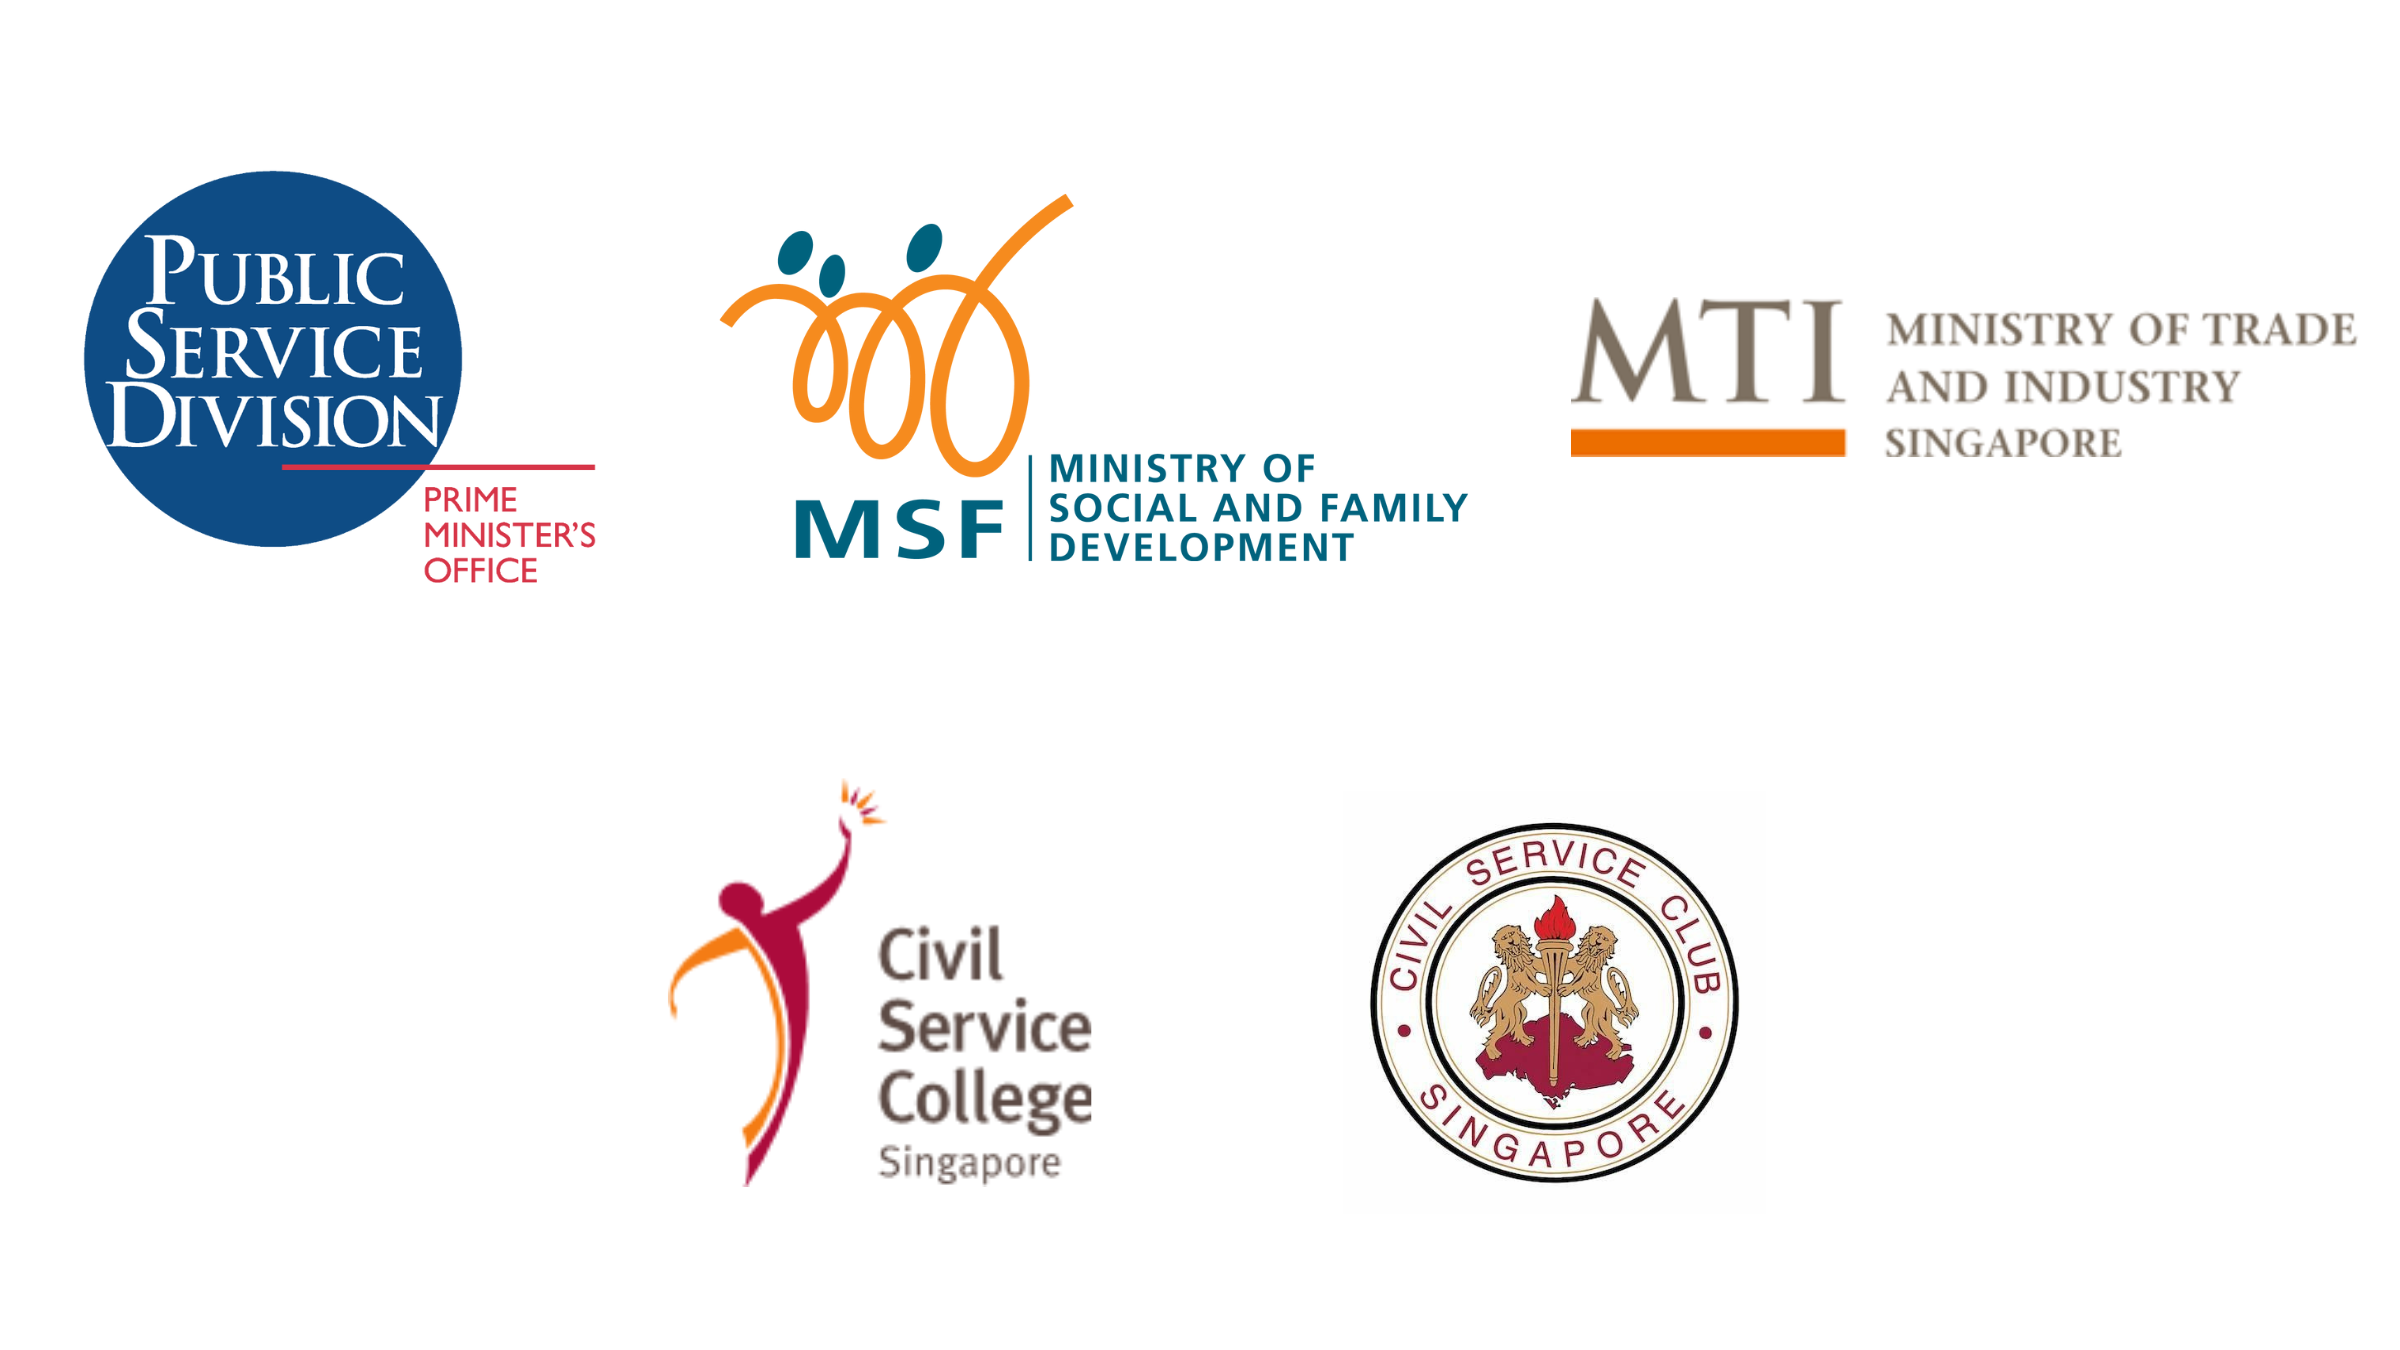 PUBLIC
SERVICE
DIVISION
PRIME
MINISTER'S
OFFICE
MSF
MINISTRY OF
SOCIAL AND FAMILY
DEVELOPMENT
MTI
MINISTRY OF TRADE
AND INDUSTRY
SINGAPORE
Civil
Service
College
Singapore
CIVIL SERVICE CLUB
SINGAPORE